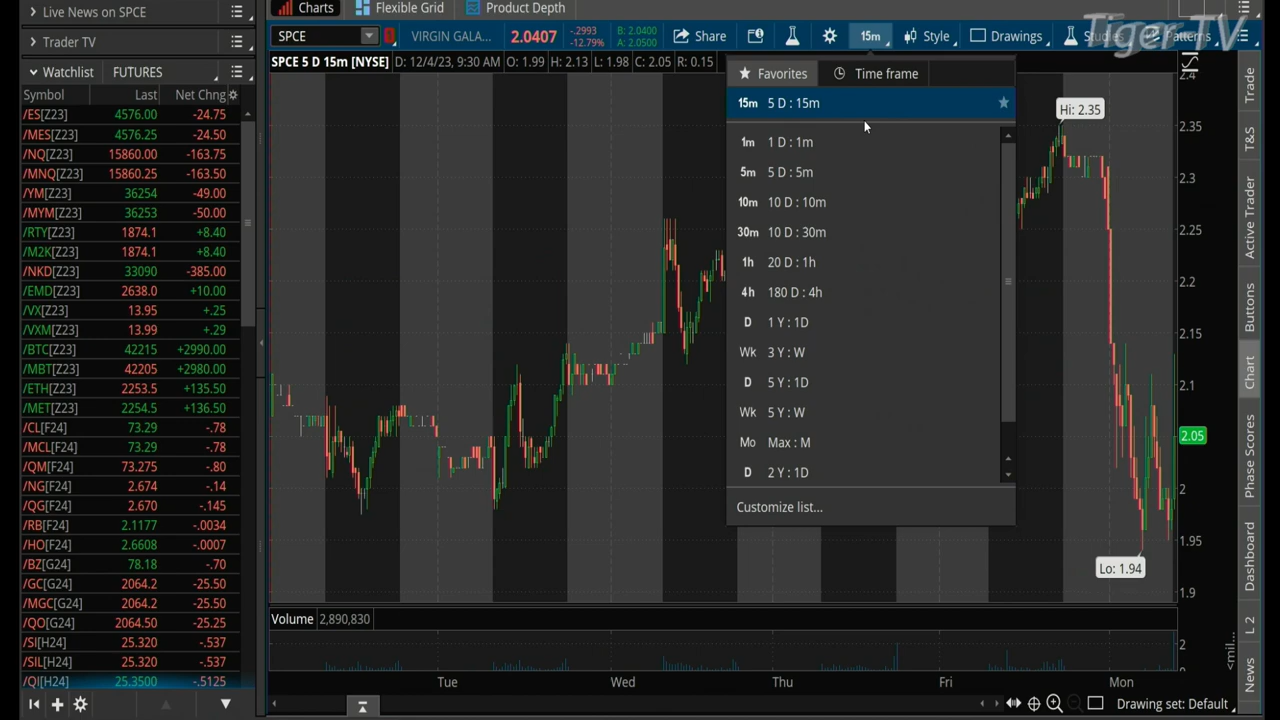 Live News on SPCE
Charts
Flexible Grid
Product Depth
Tiger TV
Trader TV
SPCE
VIRGIN GALA...
2.0407
-.2993
-12.79%
B: 2.0400
A: 2.0500
Share
15m
Style
Drawings
Studies
Patterns
Watchlist
FUTURES
SPCE 5 D 15m [NYSE]
D: 12/4/23, 9:30 AM
O: 1.99
H: 2.13
L: 1.98
C: 2.05
R: 0.15
Symbol
Last
Net Chng
/ES[Z23] 4576.00 -24.75
/MES[Z23] 4576.25 -24.50
/NQ[Z23] 15860.00 -163.75
/MNQ[Z23] 15860.25 -163.50
/YM[Z23] 36254 -49.00
/MYM[Z23] 36253 -50.00
/RTY[Z23] 1874.1 +8.40
/M2K[Z23] 1874.1 +8.40
/NKD[Z23] 33090 -385.00
/EMD[Z23] 2638.0 +10.00
/VX[Z23] 13.95 +.25
/VXM[Z23] 13.99 +.29
/BTC[Z23] 42215 +2990.00
/MBT[Z23] 42205 +2980.00
/ETH[Z23] 2253.5 +135.50
/MET[Z23] 2254.5 +136.50
/CL[F24] 73.29 -.78
/MCL[F24] 73.29 -.78
/QM[F24] 73.275 -.80
/NG[F24] 2.674 -.14
/QG[F24] 2.670 -.145
/RB[F24] 2.1177 -.0034
/HO[F24] 2.6608 -.0007
/BZ[G24] 78.18 -.70
/GC[G24] 2064.2 -25.50
/MGC[G24] 2064.2 -25.50
/QO[G24] 2064.50 -25.25
/SI[H24] 25.320 -.537
/SIL[H24] 25.320 -.537
/QI[H24] 25.3500 -.5125
Favorites
Time frame
15m 5 D : 15m
1m 1 D : 1m
5m 5 D : 5m
10m 10 D : 10m
30m 10 D : 30m
1h 20 D : 1h
4h 180 D : 4h
D 1 Y : 1D
Wk 3 Y : W
D 5 Y : 1D
Wk 5 Y : W
Mo Max : M
D 2 Y : 1D
Customize list...
Hi: 2.35
Lo: 1.94
2.4
2.35
2.3
2.25
2.2
2.15
2.1
2.05
2
1.95
1.9
Volume 2,890,830
2
Tue
Wed
Thu
Fri
Mon
Drawing set: Default
Trade
T&S
Active Trader
Buttons
Chart
Phase Scores
Dashboard
L 2
News